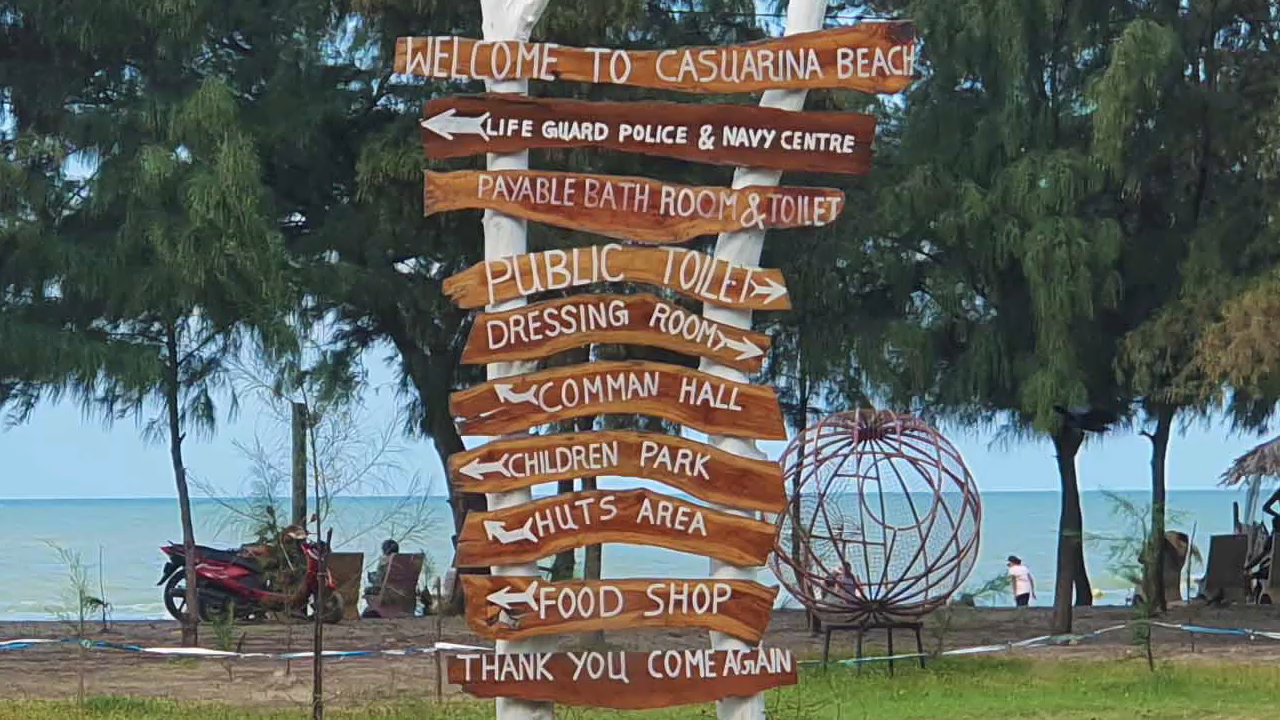 WELCOME TO CASUARINA BEACH
LIFE GUARD POLICE & NAVY CENTRE
PAYABLE BATH ROOM & TOILET
PUBLIC TOILET
DRESSING ROOM
COMMAN HALL
CHILDREN PARK
HUTS AREA
FOOD SHOP
THANK YOU COME AGAIN